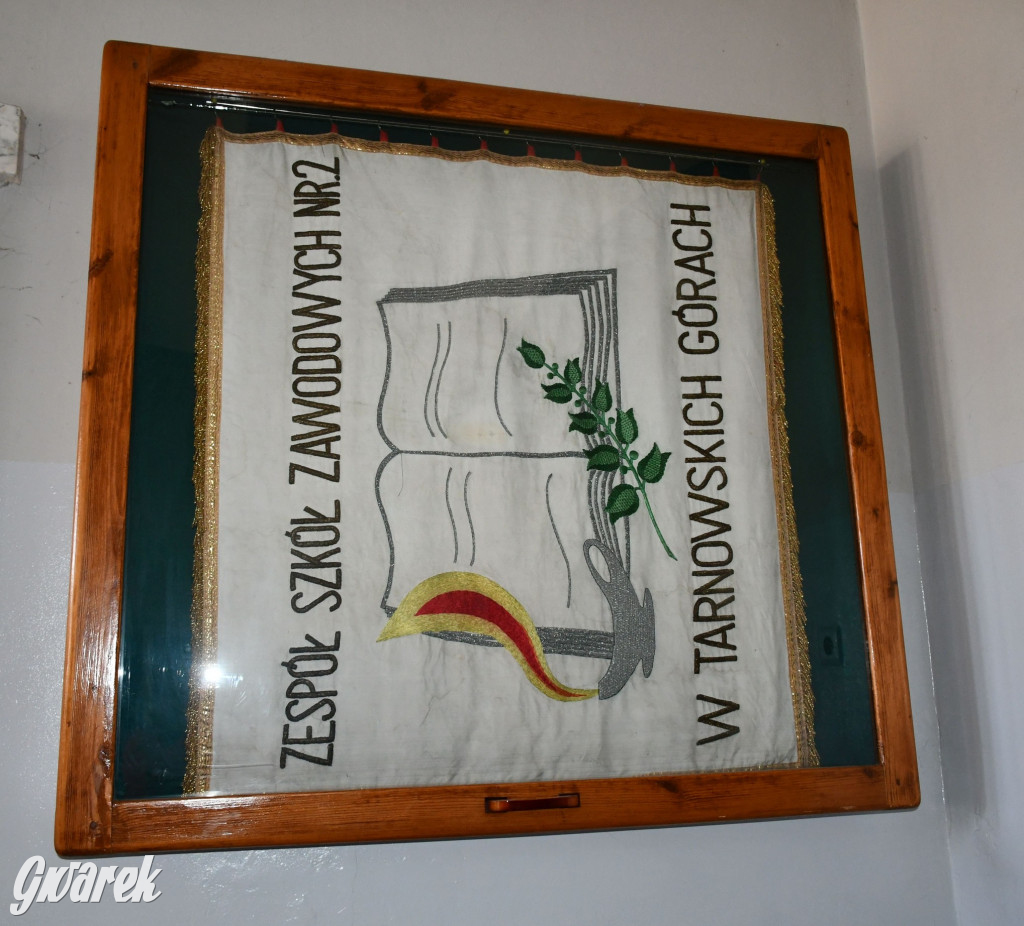 ZESPÓŁ SZKÓŁ ZAWODOWYCH NR.2
W TARNOWSKICH GÓRACH
Gwarek